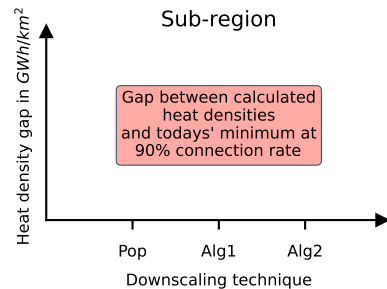 Sub-region
Heat density gap in GWh/km²
Gap between calculated
heat densities
and todays' minimum at
90% connection rate
Pop Alg1 Alg2
Downscaling technique